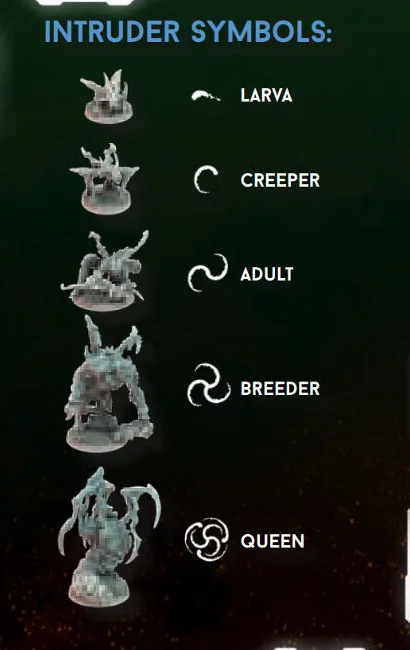 INTRUDER SYMBOLS:
LARVA
CREEPER
ADULT
BREEDER
QUEEN